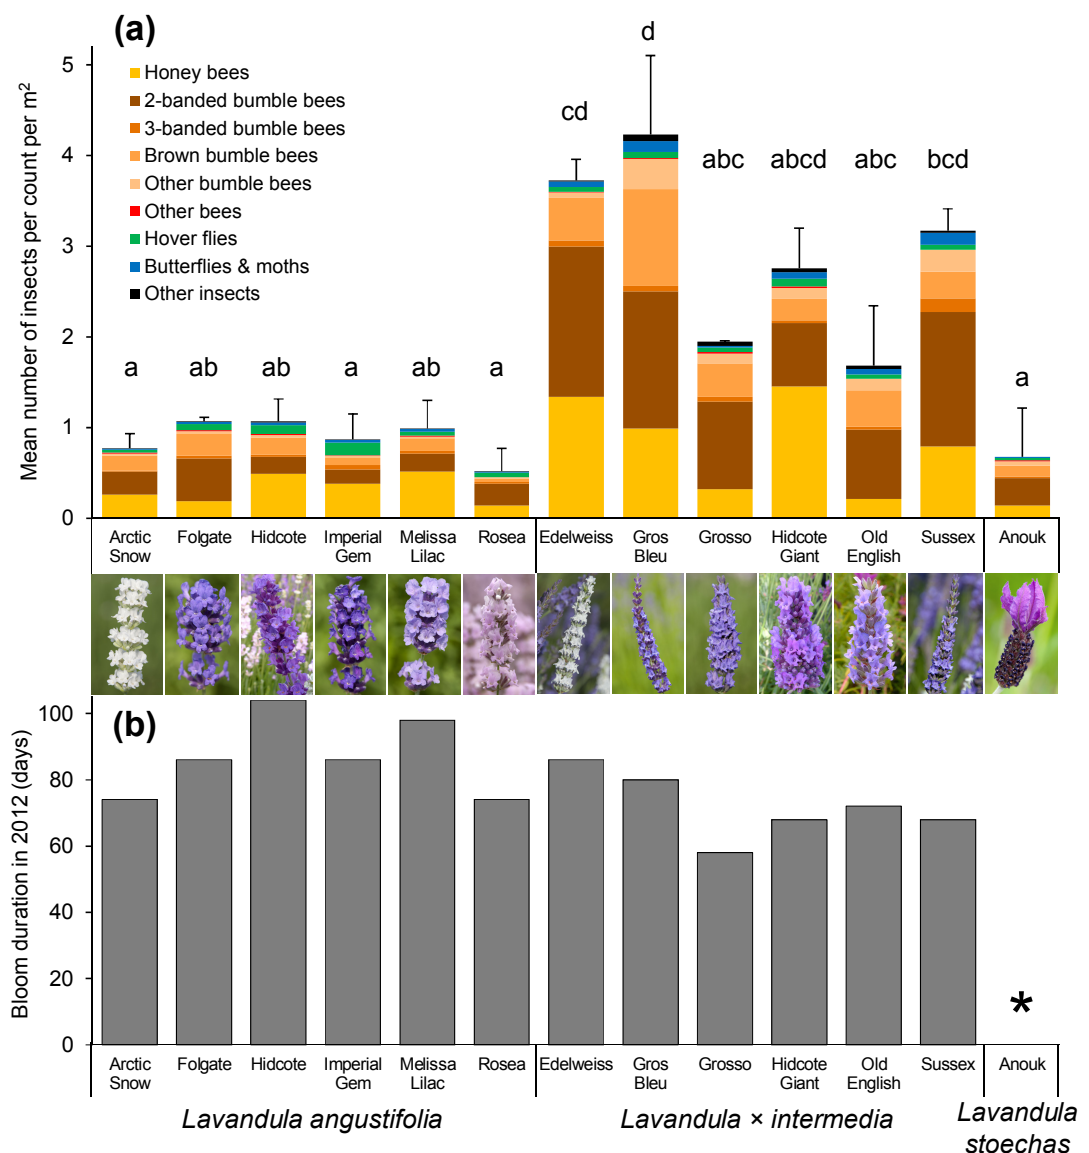 (a)
Mean number of insects per count per m2
5
4
3
2
1
0
Honey bees
2-banded bumble bees
3-banded bumble bees
Brown bumble bees
Other bumble bees
Other bees
Hover flies
Butterflies & moths
Other insects
a
ab
ab
a
ab
a
cd
d
abc
abcd
abc
bcd
a
Arctic Snow
Folgate
Hidcote
Imperial Gem
Melissa Lilac
Rosea
Edelweiss
Gros Bleu
Grosso
Hidcote Giant
Old English
Sussex
Anouk
(b)
Bloom duration in 2012 (days)
100
80
60
40
20
0
*
Arctic Snow
Folgate
Hidcote
Imperial Gem
Melissa Lilac
Rosea
Edelweiss
Gros Bleu
Grosso
Hidcote Giant
Old English
Sussex
Anouk
Lavandula angustifolia
Lavandula × intermedia
Lavandula
stoechas